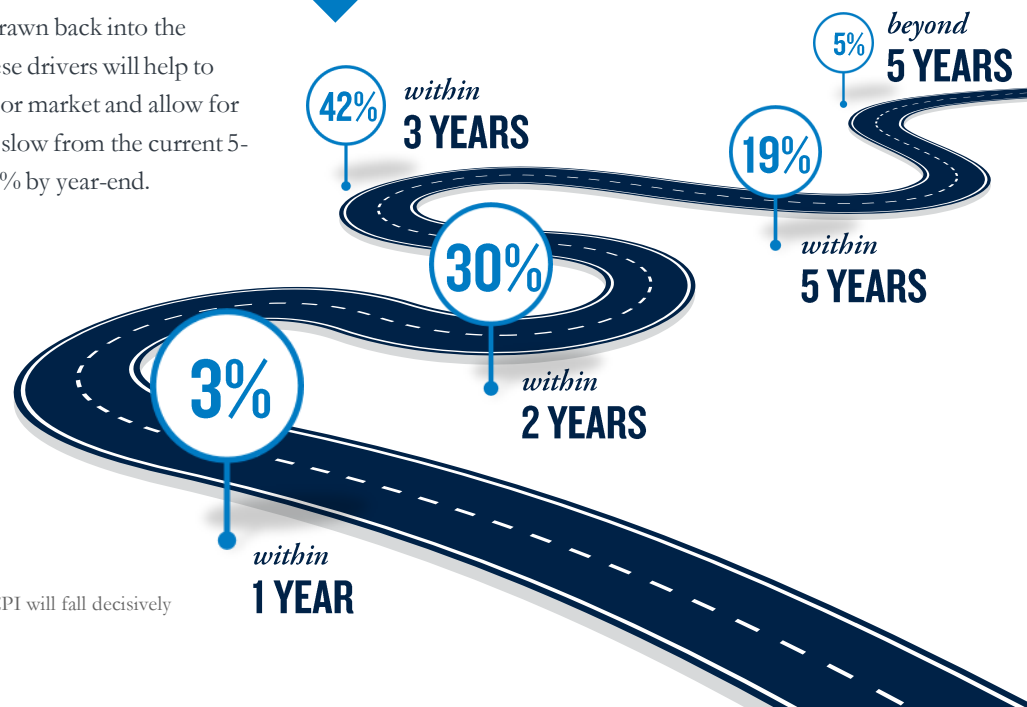 rawn back into the
ese drivers will help to
or market and allow for
slow from the current 5-
% by year-end.
42%
within
3 YEARS
5%
beyond
5 YEARS
19%
within
5 YEARS
30%
within
2 YEARS
3%
within
1 YEAR
CPI will fall decisively